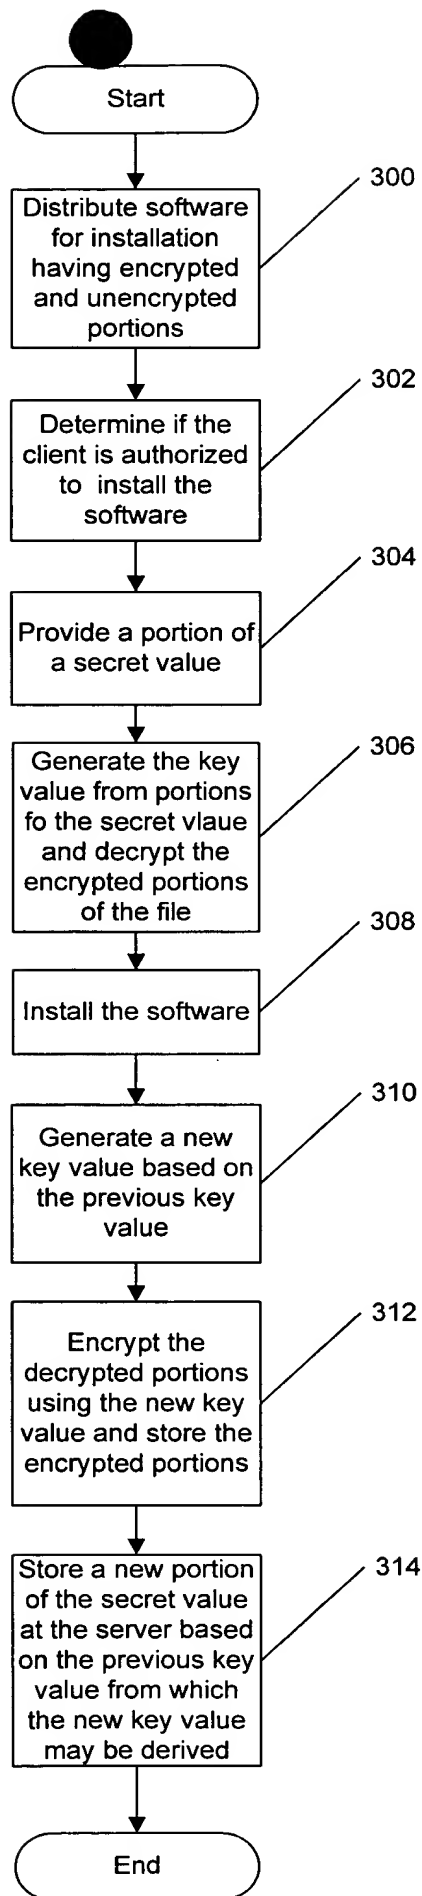 Start
300
Distribute software
for installation
having encrypted
and unencrypted
portions
302
Determine if the
client is authorized
to install the
software
304
Provide a portion of
a secret value
306
Generate the key
value from portions
fo the secret vlaue
and decrypt the
encrypted portions
of the file
308
Install the software
310
Generate a new
key value based on
the previous key
value
312
Encrypt the
decrypted portions
using the new key
value and store the
encrypted portions
314
Store a new portion
of the secret value
at the server based
on the previous key
value from which
the new key value
may be derived
End